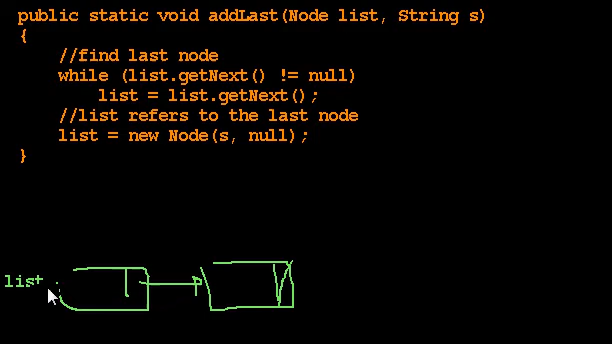 public static void addLast(Node list, String s)
{
//find last node
while (list.getNext() != null)
list = list.getNext();
//list refers to the last node
list = new Node(s, null);
}
list